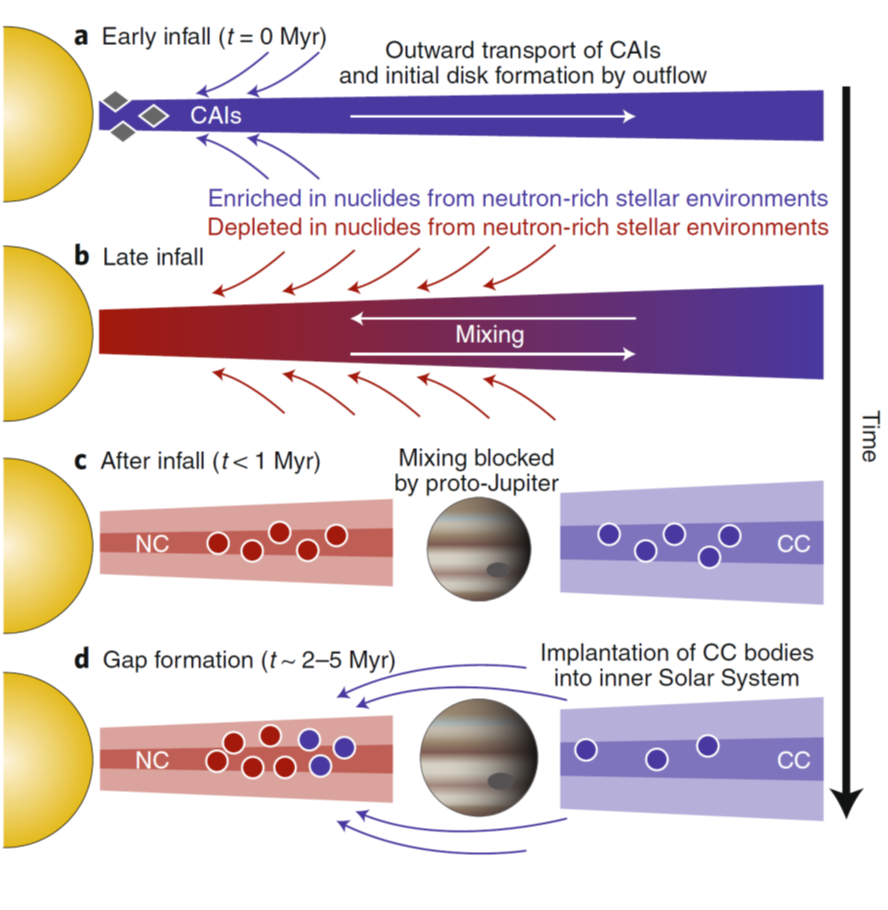 a Early infall (t = 0 Myr)
Outward transport of CAIs
and initial disk formation by outflow
CAIs
Enriched in nuclides from neutron-rich stellar environments
Depleted in nuclides from neutron-rich stellar environments
b Late infall
Mixing
Time
c After infall (t < 1 Myr)
Mixing blocked
by proto-Jupiter
NC
CC
d Gap formation (t ~ 2–5 Myr)
Implantation of CC bodies
into inner Solar System
NC
CC